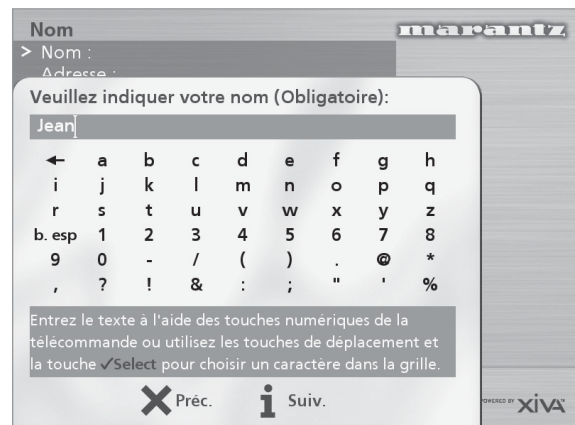 Nom
marantz
> Nom :
Adresse :
Veuillez indiquer votre nom (Obligatoire):
Jean
← a b c d e f g h
i j k l m n o p q
r s t u v w x y z
b. esp 1 2 3 4 5 6 7 8
9 0 - / ( ) . @ *
, ? ! & : ; " ' %
Entrez le texte à l'aide des touches numériques de la
télécommande ou utilisez les touches de déplacement et
la touche ✓Select pour choisir un caractère dans la grille.
Préc. Suiv.
POWERED BY XiVA™